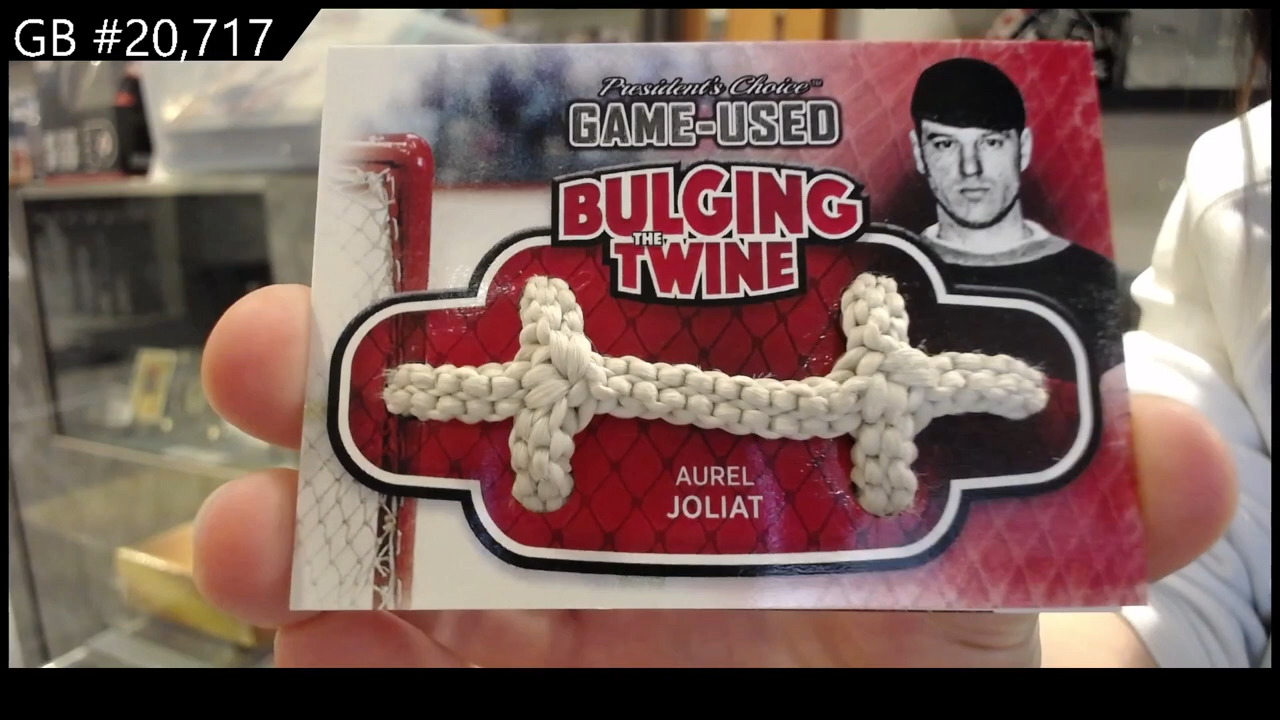 GB #20,717
President's Choice™
GAME-USED
BULGING
THE
TWINE
AUREL
JOLIAT